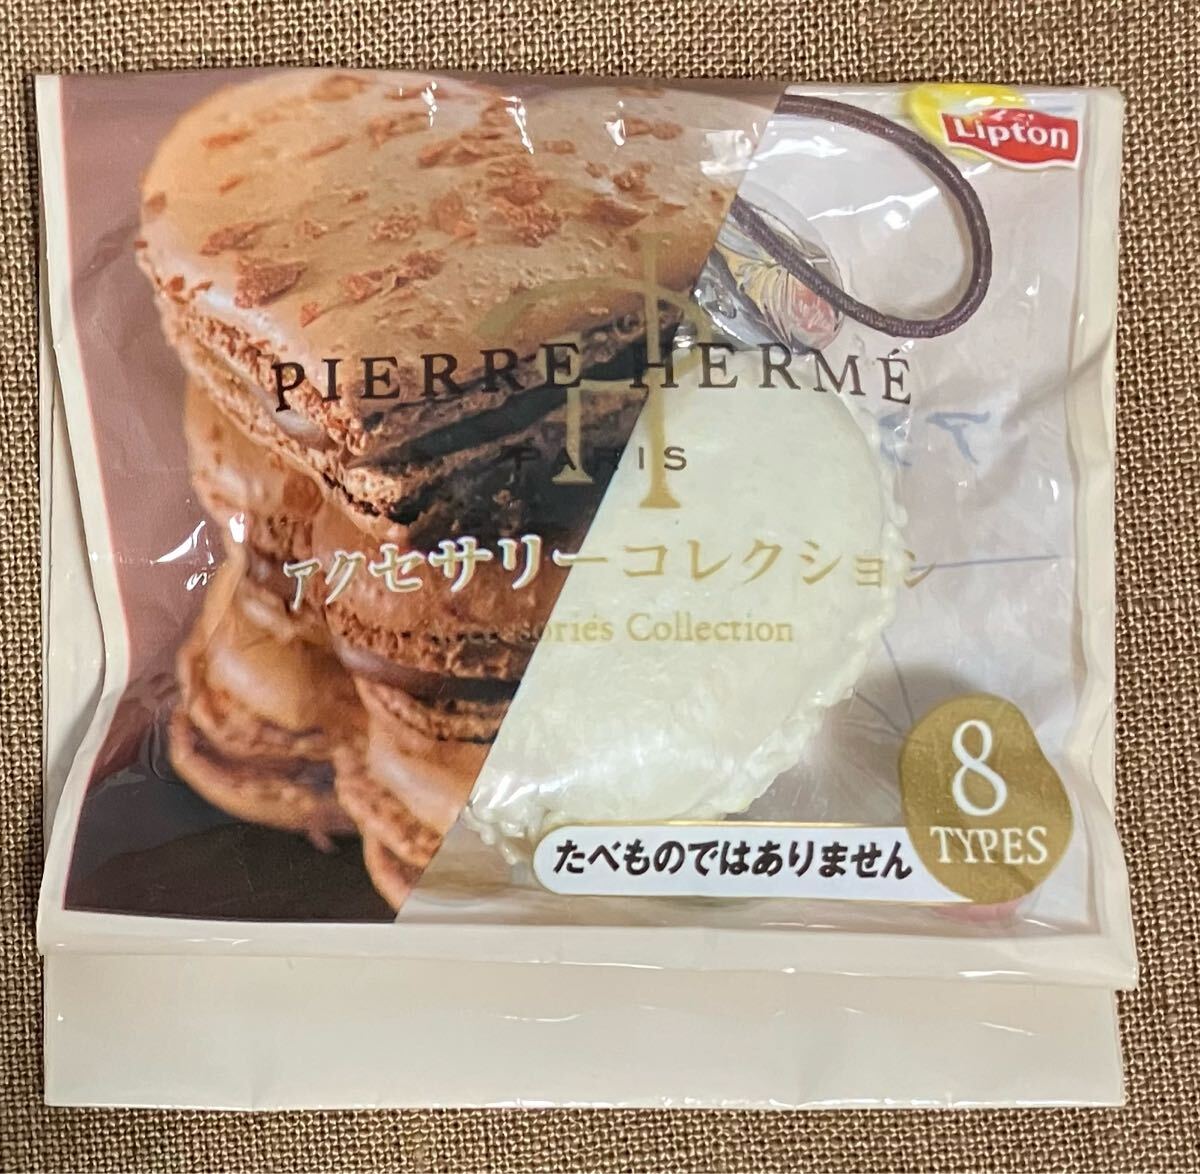 Lipton
PIERRE HERMÉ
PARIS
アクセサリーコレクション
Accessories Collection
8
TYPES
たべものではありません